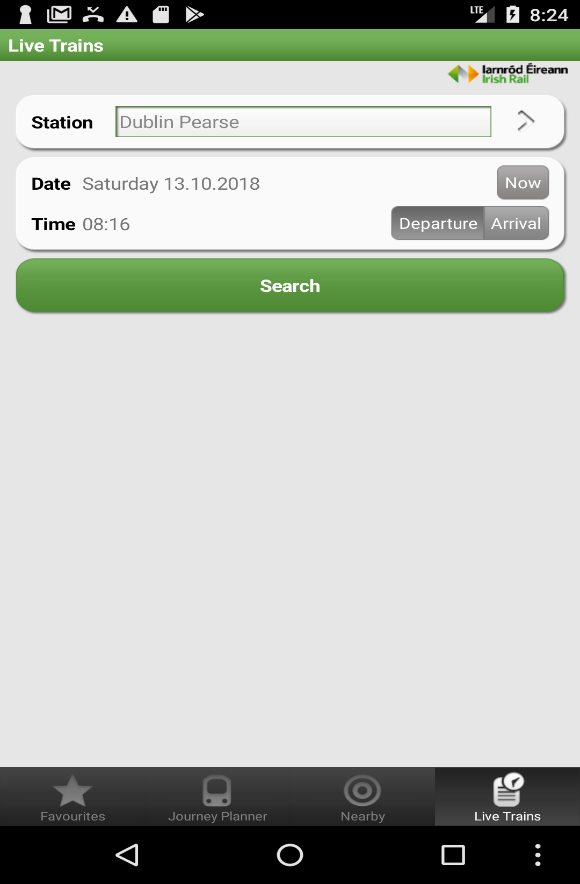 LTE 8:24
Live Trains
Iarnród Éireann
Irish Rail
Station Dublin Pearse
Date Saturday 13.10.2018 Now
Time 08:16 Departure Arrival
Search
Favourites Journey Planner Nearby Live Trains